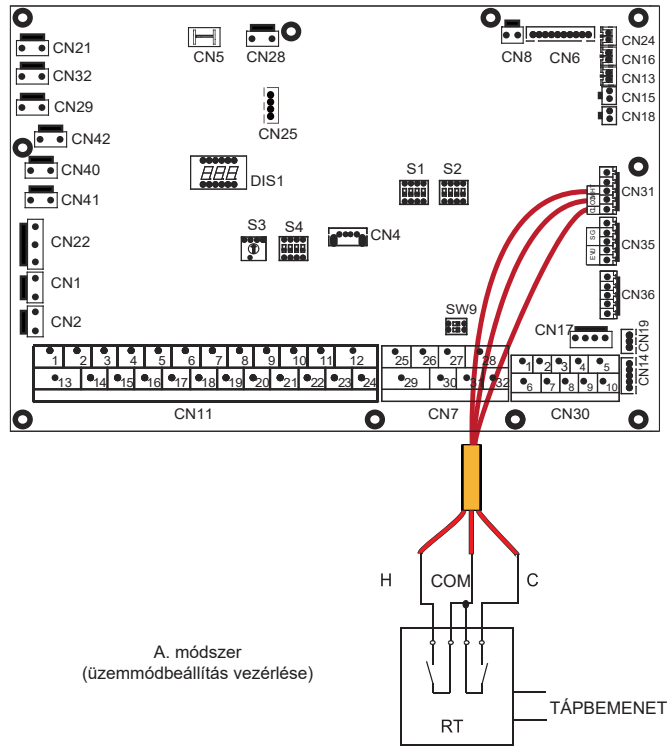 CN21
CN32
CN29
CN42
CN40
CN41
CN22
CN1
CN2
CN5
CN28
CN25
DIS1
S3
S4
CN4
S1
S2
SW9
CN8
CN6
CN24
CN16
CN13
CN15
CN18
H
COM
C
CN31
SG
EVU
CN35
CN36
CN17
CN19
CN14
1 2 3 4 5 6 7 8 9 10 11 12
13 14 15 16 17 18 19 20 21 22 23 24
CN11
25 26 27 28
29 30 31 32
CN7
1 2 3 4 5
6 7 8 9 10
CN30
H COM C
A. módszer
(üzemmódbeállítás vezérlése)
RT
TÁPBEMENET